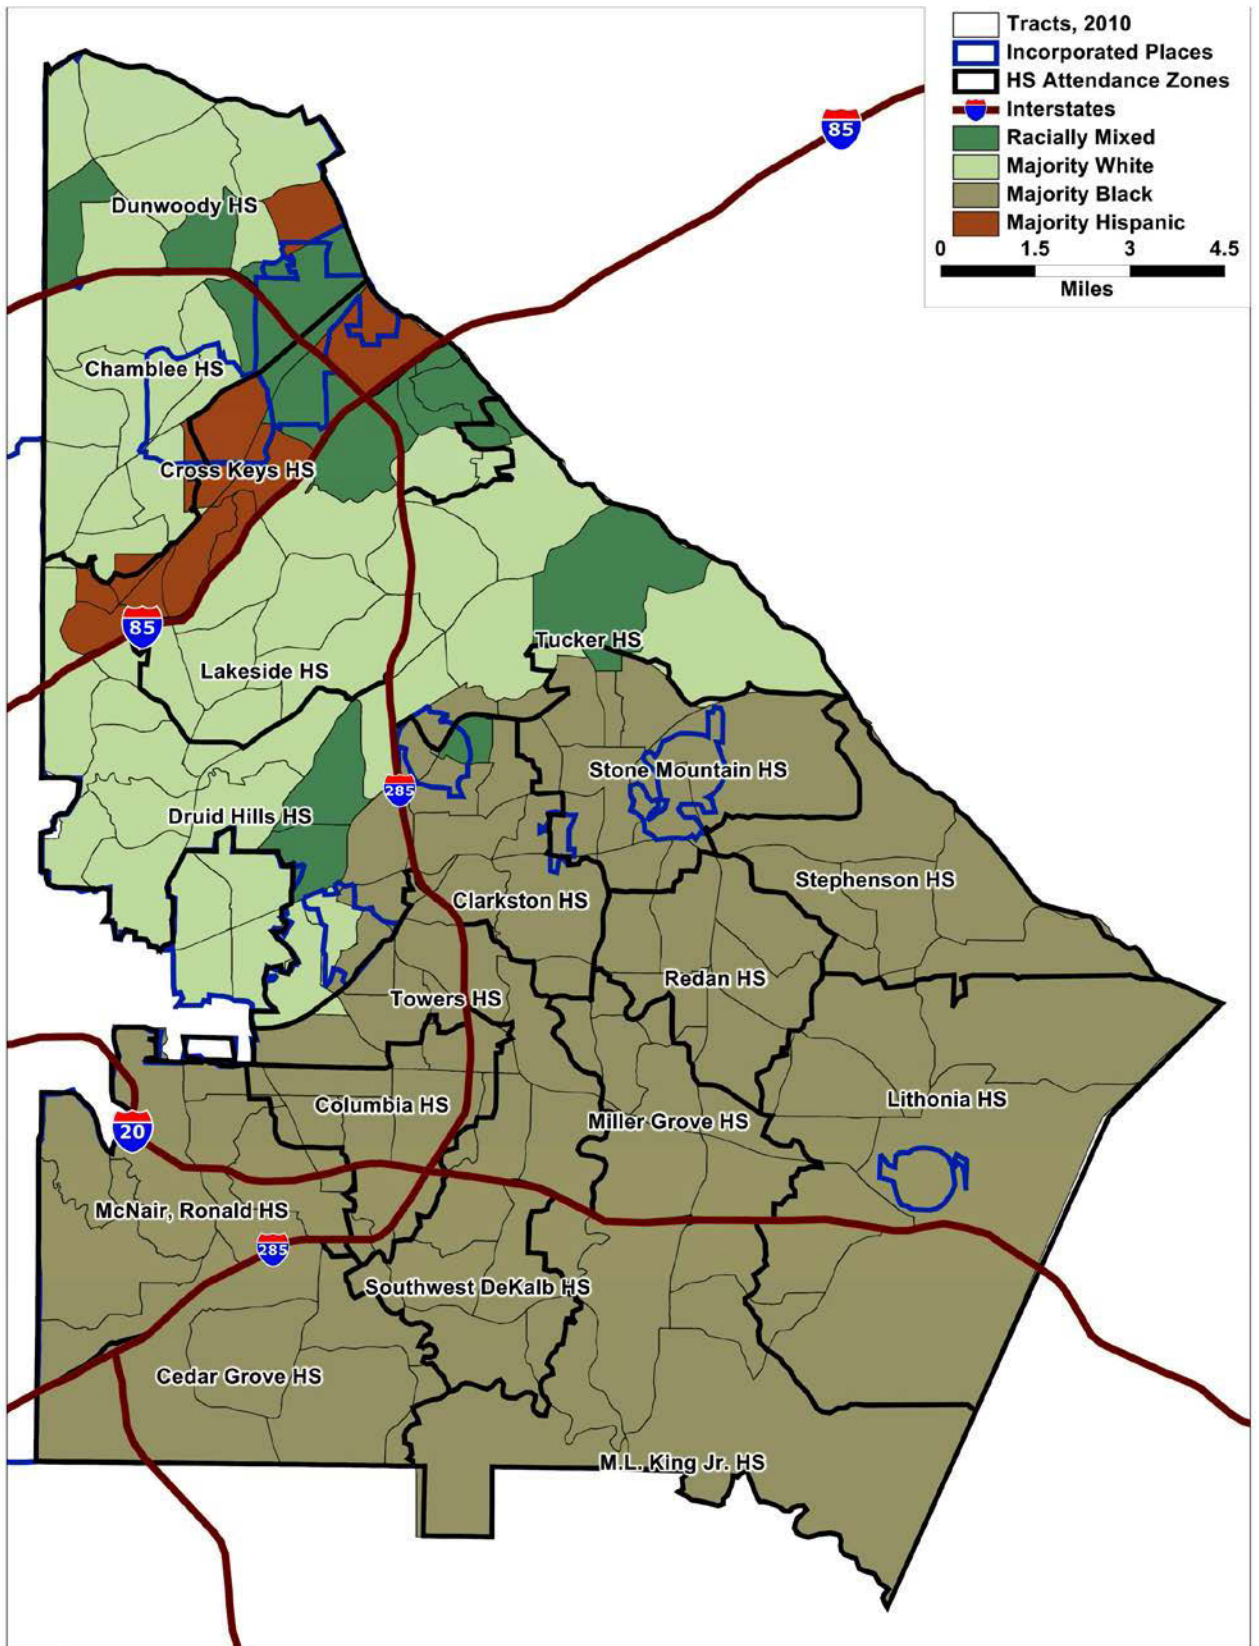 Tracts, 2010
Incorporated Places
HS Attendance Zones
Interstates
Racially Mixed
Majority White
Majority Black
Majority Hispanic
0 1.5 3 4.5
Miles
85
Dunwoody HS
Chamblee HS
Cross Keys HS
85
Tucker HS
Lakeside HS
Stone Mountain HS
285
Druid Hills HS
Stephenson HS
Clarkston HS
Redan HS
Towers HS
Lithonia HS
Columbia HS
Miller Grove HS
20
McNair, Ronald HS
285
Southwest DeKalb HS
Cedar Grove HS
M.L. King Jr. HS